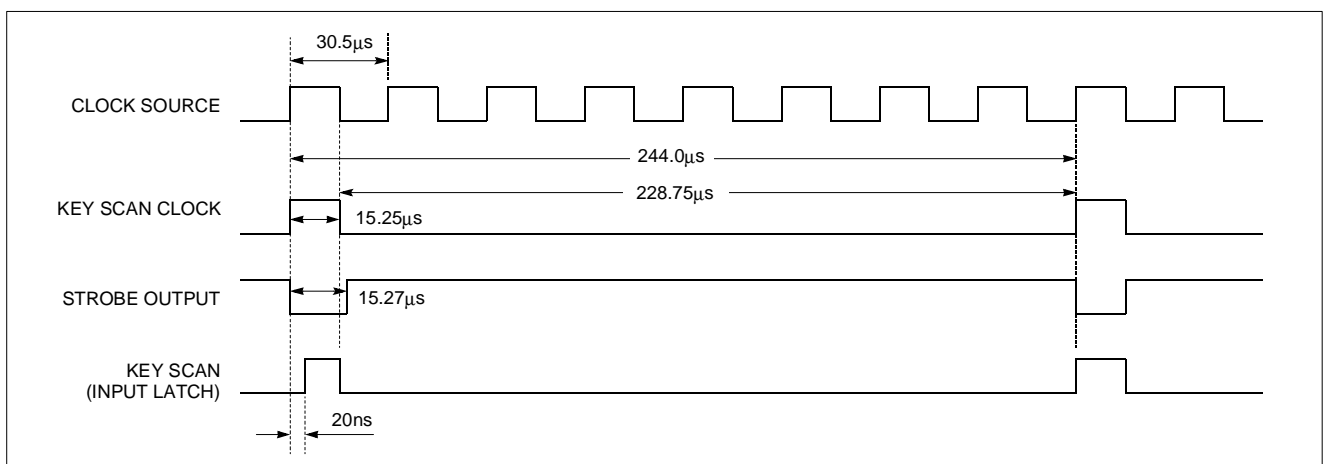 30.5μs
CLOCK SOURCE
244.0μs
228.75μs
KEY SCAN CLOCK
15.25μs
STROBE OUTPUT
15.27μs
KEY SCAN
(INPUT LATCH)
20ns